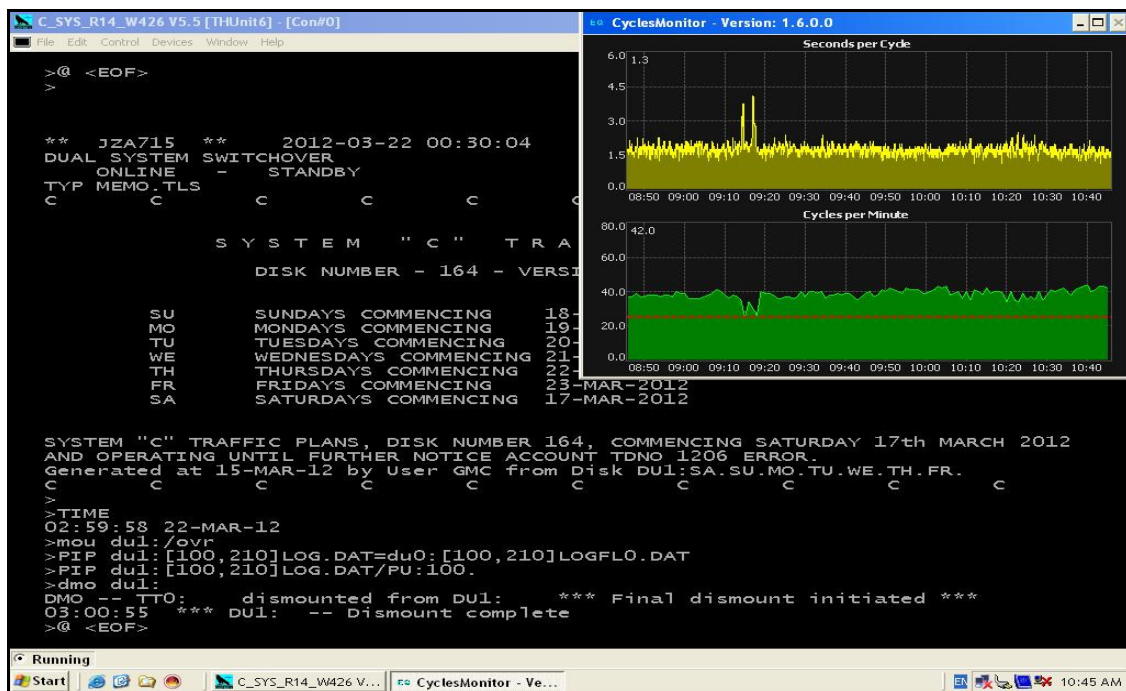 C_SYS_R14_W426 V5.5 [THUnit6] - [Con#0]
File Edit Control Devices Window Help
>@ <EOF>
>
** JZA715 ** 2012-03-22 00:30:04
DUAL SYSTEM SWITCHOVER
ONLINE - STANDBY
TYP MEMO.TLS
C C C C C C
S Y S T E M " C " T R A
DISK NUMBER - 164 - VERSI
SU SUNDAYS COMMENCING 18-
MO MONDAYS COMMENCING 19-
TU TUESDAYS COMMENCING 20-
WE WEDNESDAYS COMMENCING 21-
TH THURSDAYS COMMENCING 22-
FR FRIDAYS COMMENCING 23-MAR-2012
SA SATURDAYS COMMENCING 17-MAR-2012
SYSTEM "C" TRAFFIC PLANS, DISK NUMBER 164, COMMENCING SATURDAY 17th MARCH 2012
AND OPERATING UNTIL FURTHER NOTICE ACCOUNT TDNO 1206 ERROR.
Generated at 15-MAR-12 by User GMC from Disk DU1:SA.SU.MO.TU.WE.TH.FR.
C C C C C C C C C C
>
>TIME
02:59:58 22-MAR-12
>mou du1:/ovr
>PIP du1:[100,210]LOG.DAT=du0:[100,210]LOGFLO.DAT
>PIP du1:[100,210]LOG.DAT/PU:100.
>dmo du1:
DMO -- TT0: dismounted from DU1: *** Final dismount initiated ***
03:00:55 *** DU1: -- Dismount complete
>@ <EOF>
EQ CyclesMonitor - Version: 1.6.0.0
Seconds per Cycle
6.0 1.3
4.5
3.0
1.5
0.0
08:50 09:00 09:10 09:20 09:30 09:40 09:50 10:00 10:10 10:20 10:30 10:40
Cycles per Minute
80.0 42.0
60.0
40.0
20.0
0.0
08:50 09:00 09:10 09:20 09:30 09:40 09:50 10:00 10:10 10:20 10:30 10:40
Running
Start C_SYS_R14_W426 V... EQ CyclesMonitor - Ve... EN 10:45 AM